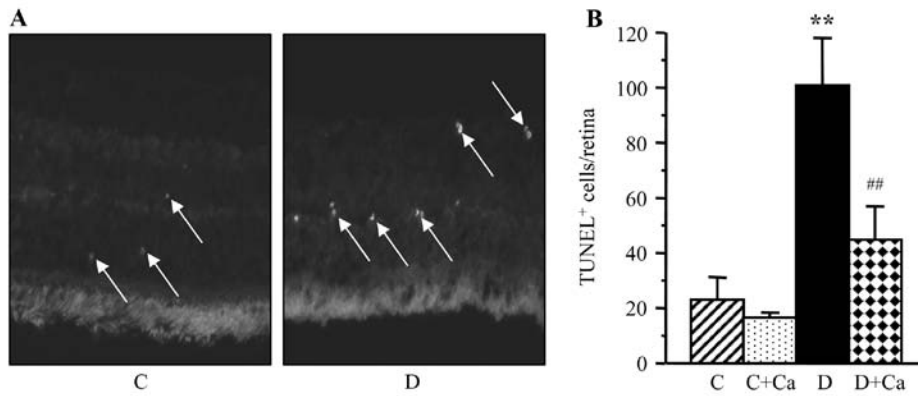 A
C
D
B
TUNEL+ cells/retina
120
100
80
60
40
20
0
**
##
C
C+Ca
D
D+Ca